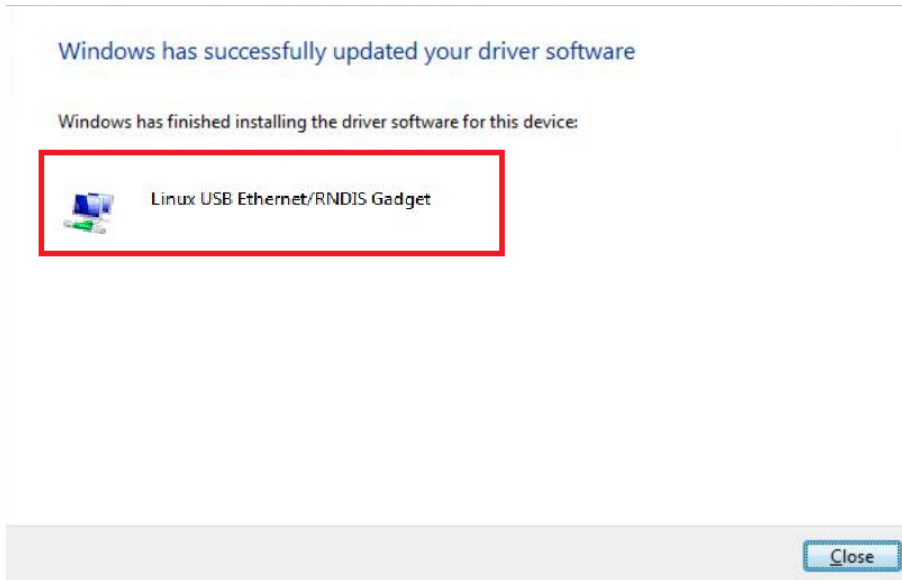 Windows has successfully updated your driver software
Windows has finished installing the driver software for this device:
Linux USB Ethernet/RNDIS Gadget
Close